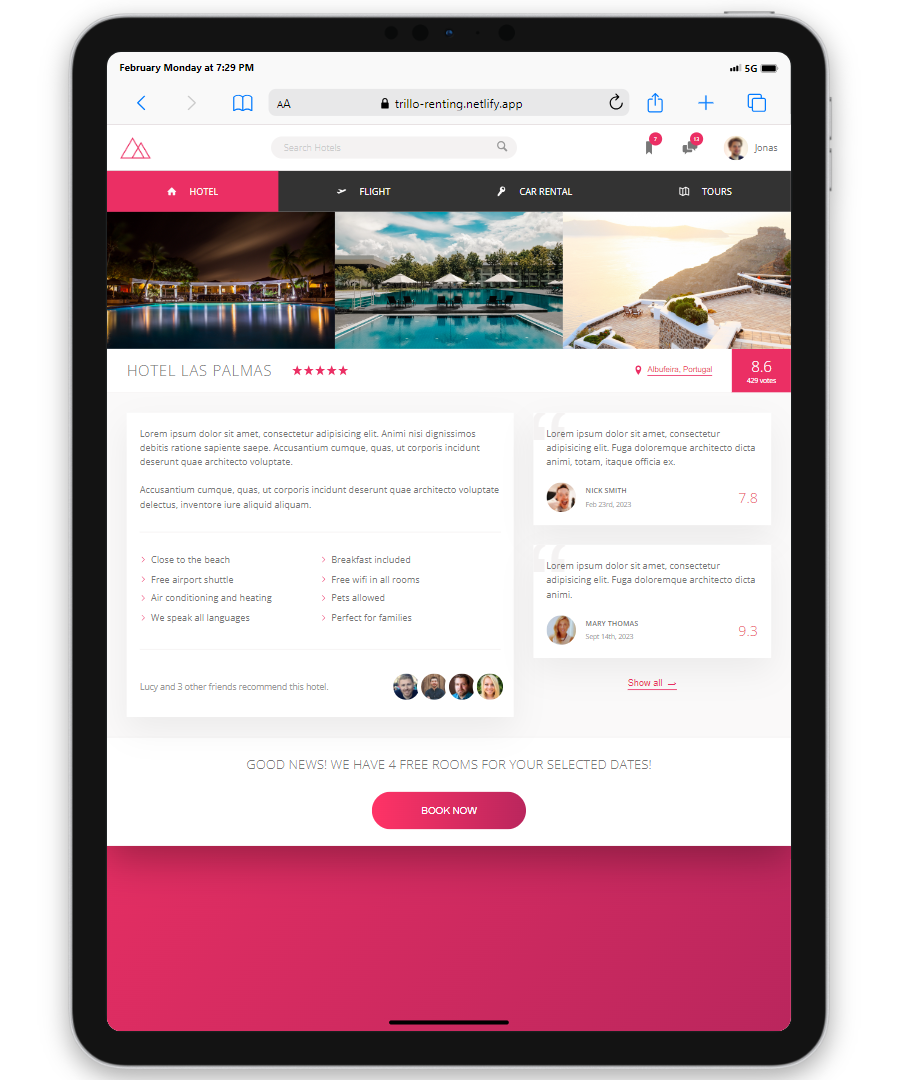 February Monday at 7:29 PM
5G
AA
trillo-renting.netlify.app
Search Hotels
7
13
Jonas
HOTEL
FLIGHT
CAR RENTAL
TOURS
HOTEL LAS PALMAS
Albufeira, Portugal
8.6
429 votes
Lorem ipsum dolor sit amet, consectetur adipisicing elit. Animi nisi dignissimos
debitis ratione sapiente saepe. Accusantium cumque, quas, ut corporis incidunt
deserunt quae architecto voluptate.
Accusantium cumque, quas, ut corporis incidunt deserunt quae architecto voluptate
delectus, inventore iure aliquid aliquam.
Close to the beach
Breakfast included
Free airport shuttle
Free wifi in all rooms
Air conditioning and heating
Pets allowed
We speak all languages
Perfect for families
Lucy and 3 other friends recommend this hotel.
“
Lorem ipsum dolor sit amet, consectetur
adipisicing elit. Fuga doloremque architecto dicta
animi, totam, itaque officia ex.
NICK SMITH
Feb 23rd, 2023
7.8
“
Lorem ipsum dolor sit amet, consectetur
adipisicing elit. Fuga doloremque architecto dicta
animi.
MARY THOMAS
Sept 14th, 2023
9.3
Show all →
GOOD NEWS! WE HAVE 4 FREE ROOMS FOR YOUR SELECTED DATES!
BOOK NOW